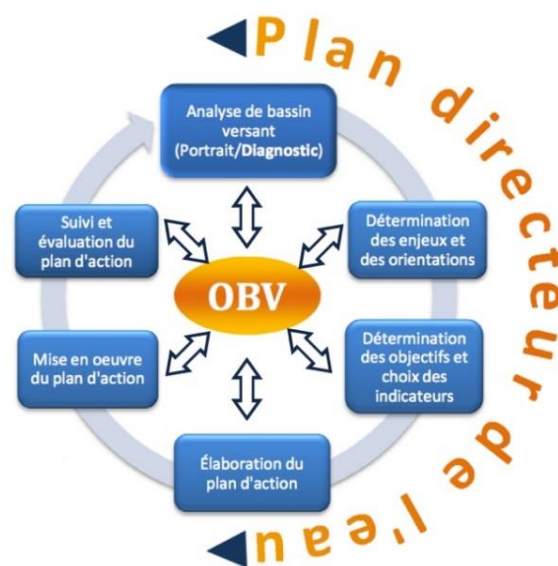 Plan directeur de l'eau
Analyse de bassin
versant
(Portrait/Diagnostic)
Détermination
des enjeux et
des orientations
Détermination
des objectifs et
choix des
indicateurs
Élaboration du
plan d'action
Mise en oeuvre
du plan d'action
Suivi et
évaluation du
plan d'action
OBV